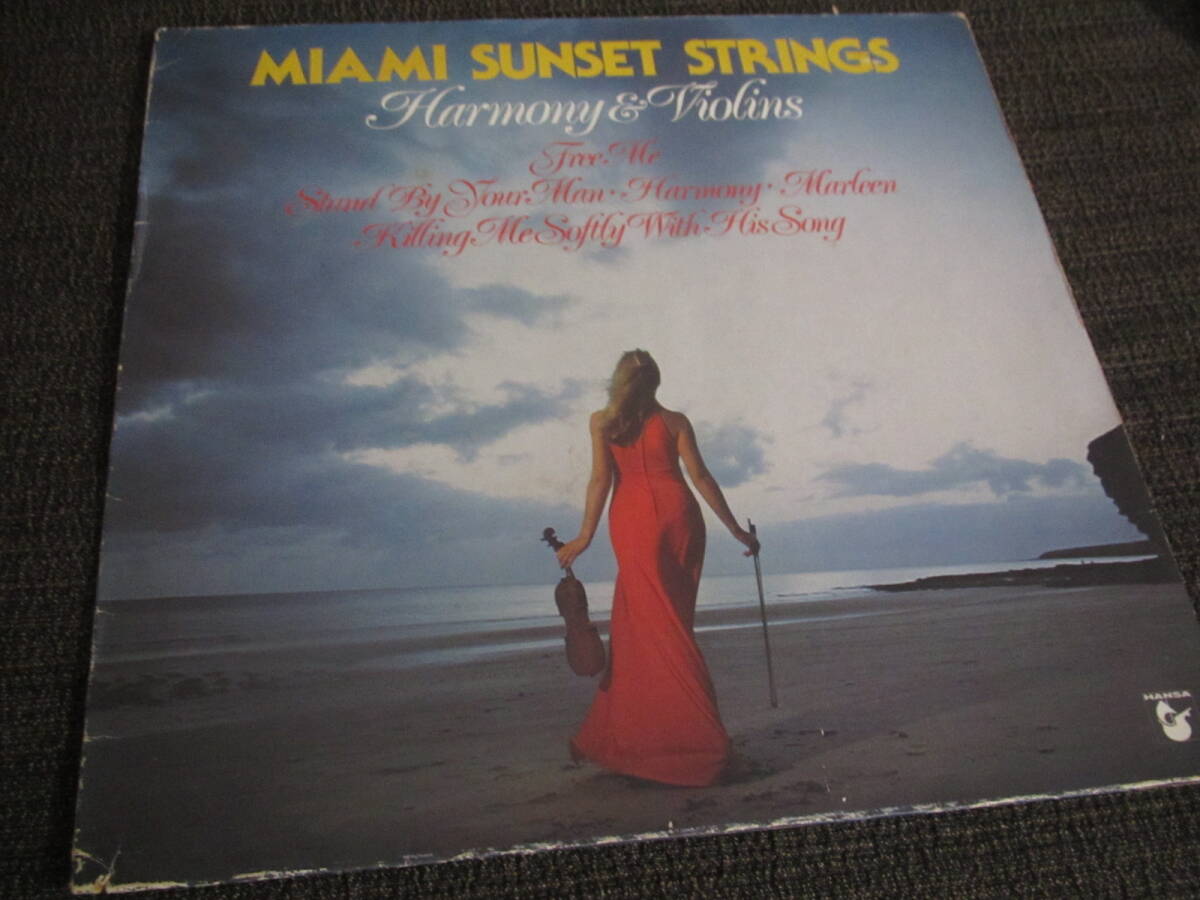 MIAMI SUNSET STRINGS
Harmony & Violins
Free Me
Stand By Your Man · Harmony · Marleen
Killing Me Softly With His Song
HANSA